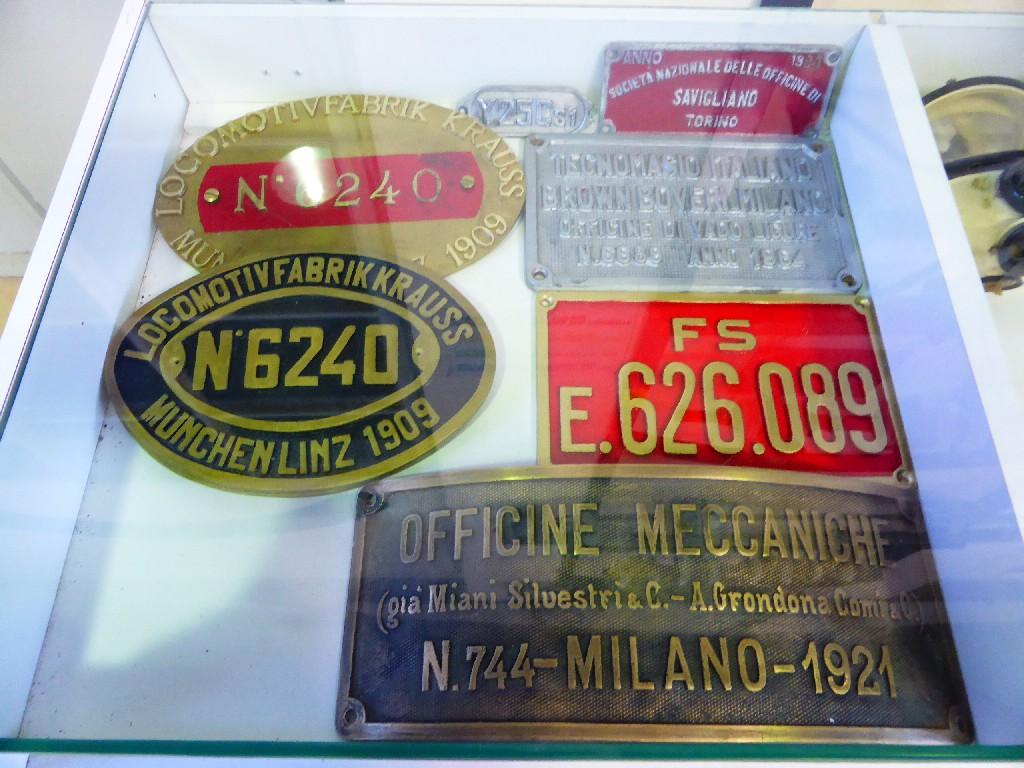 ANNO
SOCIETÀ NAZIONALE DELLE OFFICINE DI
SAVIGLIANO
TORINO
LOCOMOTIVFABRIK KRAUSS
N° 6240
1909
TECNOMASIO ITALIANO
BROWN BOVERI MILANO
OFFICINE DI VADO LIGURE
ANNO
LOCOMOTIVFABRIK KRAUSS
N° 6240
MÜNCHEN-LINZ 1909
FS
E.626.089
OFFICINE MECCANICHE
(già Miani Silvestri & C.-A. Grondona Comi & C.)
N.744-MILANO-1921